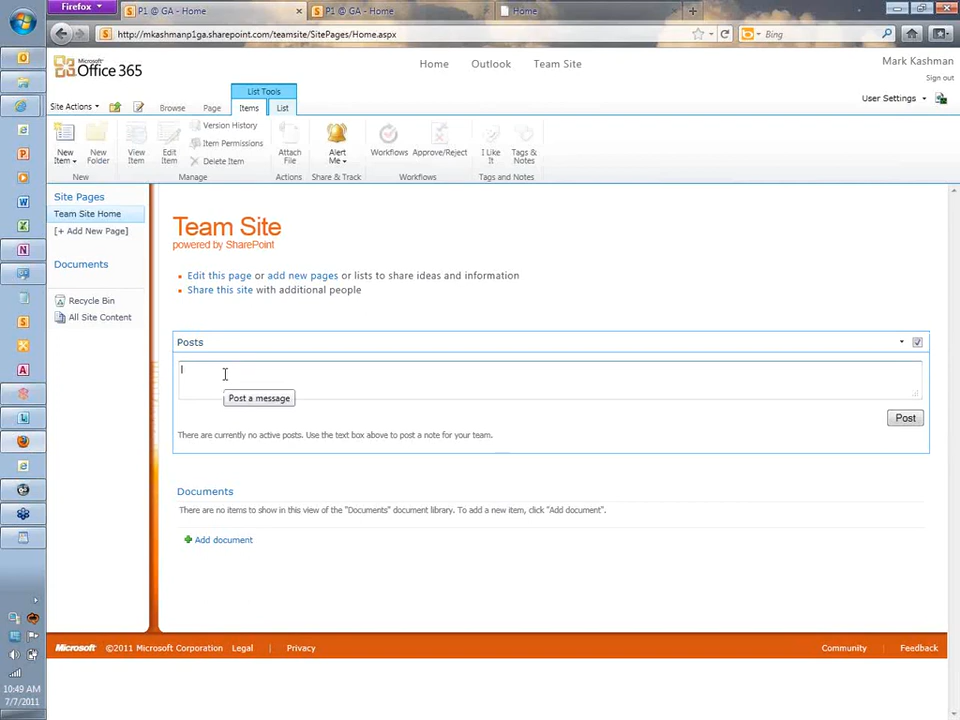 Firefox
P1 @ GA - Home
P1 @ GA - Home
Home
http://mkashmanp1ga.sharepoint.com/teamsite/SitePages/Home.aspx
Bing
Microsoft
Office 365
Home
Outlook
Team Site
Mark Kashman
Sign out
User Settings
List Tools
Site Actions
Browse
Page
Items
List
New
Item
New
Folder
View
Item
Edit
Item
Version History
Item Permissions
Delete Item
Attach
File
Alert
Me
Workflows
Approve/Reject
I Like
It
Tags &
Notes
New
Manage
Actions
Share & Track
Workflows
Tags and Notes
Site Pages
Team Site Home
[+ Add New Page]
Documents
Recycle Bin
All Site Content
Team Site
powered by SharePoint
Edit this page or add new pages or lists to share ideas and information
Share this site with additional people
Posts
Post a message
Post
There are currently no active posts. Use the text box above to post a note for your team.
Documents
There are no items to show in this view of the "Documents" document library. To add a new item, click "Add document".
Add document
Microsoft ©2011 Microsoft Corporation Legal | Privacy
Community | Feedback
10:49 AM
7/7/2011